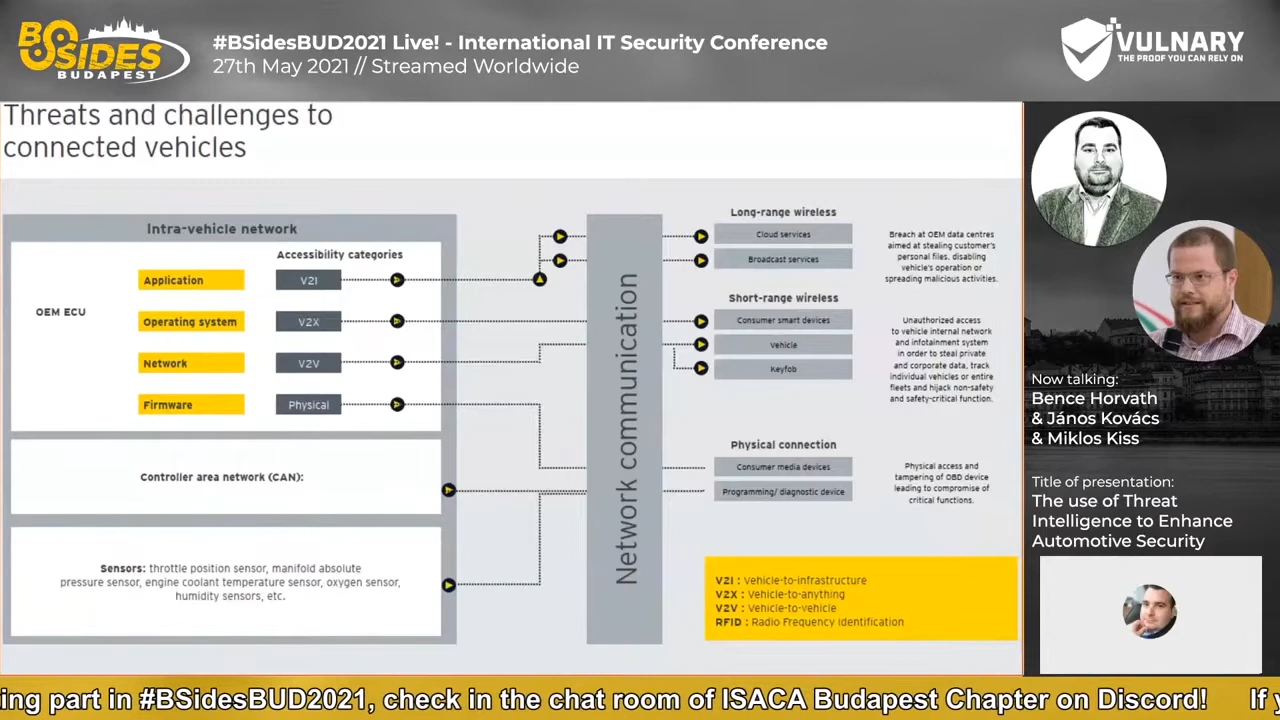 BSIDES
BUDAPEST
#BSidesBUD2021 Live! - International IT Security Conference
27th May 2021 // Streamed Worldwide
VULNARY
THE PROOF YOU CAN RELY ON
Threats and challenges to
connected vehicles
Intra-vehicle network
Accessibility categories
OEM ECU
Application
V2I
Operating system
V2X
Network
V2V
Firmware
Physical
Controller area network (CAN):
Sensors: throttle position sensor, manifold absolute
pressure sensor, engine coolant temperature sensor, oxygen sensor,
humidity sensors, etc.
Network communication
Long-range wireless
Cloud services
Broadcast services
Breach at OEM data centres
aimed at stealing customer's
personal files, disabling
vehicle's operation or
spreading malicious activities.
Short-range wireless
Consumer smart devices
Vehicle
Keyfob
Unauthorized access
to vehicle internal network
and infotainment system
in order to steal private
and corporate data, track
individual vehicles or entire
fleets and hijack non-safety
and safety-critical function.
Physical connection
Consumer media devices
Programming/ diagnostic device
Physical access and
tampering of OBD device
leading to compromise of
critical functions.
V2I : Vehicle-to-infrastructure
V2X : Vehicle-to-anything
V2V : Vehicle-to-vehicle
RFID : Radio Frequency Identification
Now talking:
Bence Horvath
& János Kovács
& Miklos Kiss
Title of presentation:
The use of Threat
Intelligence to Enhance
Automotive Security
ing part in #BSidesBUD2021, check in the chat room of ISACA Budapest Chapter on Discord! If y